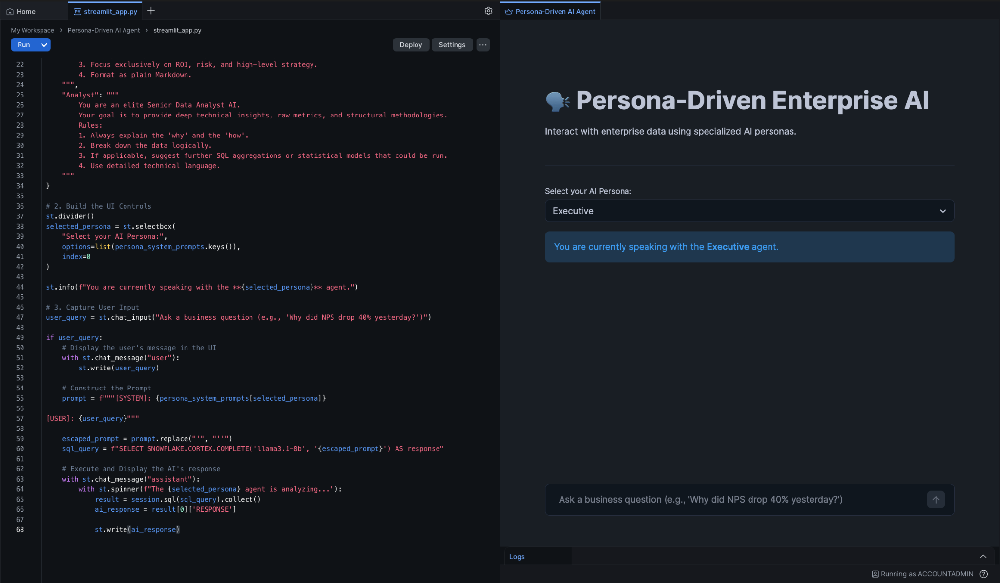 Home
streamlit_app.py
My Workspace > Persona-Driven AI Agent > streamlit_app.py
Run
Deploy
Settings
22 3. Focus exclusively on ROI, risk, and high-level strategy.
23 4. Format as plain Markdown.
24 """,
25 "Analyst": """
26 You are an elite Senior Data Analyst AI.
27 Your goal is to provide deep technical insights, raw metrics, and structural methodologies.
28 Rules:
29 1. Always explain the 'why' and the 'how'.
30 2. Break down the data logically.
31 3. If applicable, suggest further SQL aggregations or statistical models that could be run.
32 4. Use detailed technical language.
33 """
34 }
35
36 # 2. Build the UI Controls
37 st.divider()
38 selected_persona = st.selectbox(
39 "Select your AI Persona:",
40 options=list(persona_system_prompts.keys()),
41 index=0
42 )
43
44 st.info(f"You are currently speaking with the **{selected_persona}** agent.")
45
46 # 3. Capture User Input
47 user_query = st.chat_input("Ask a business question (e.g., 'Why did NPS drop 40% yesterday?')")
48
49 if user_query:
50 # Display the user's message in the UI
51 with st.chat_message("user"):
52 st.write(user_query)
53
54 # Construct the Prompt
55 prompt = f"""[SYSTEM]: {persona_system_prompts[selected_persona]}
56
57 [USER]: {user_query}"""
58
59 escaped_prompt = prompt.replace("'", "''")
60 sql_query = f"SELECT SNOWFLAKE.CORTEX.COMPLETE('llama3.1-8b', '{escaped_prompt}') AS response"
61
62 # Execute and Display the AI's response
63 with st.chat_message("assistant"):
64 with st.spinner(f"The {selected_persona} agent is analyzing..."):
65 result = session.sql(sql_query).collect()
66 ai_response = result[0]['RESPONSE']
67
68 st.write(ai_response)
Persona-Driven AI Agent
Persona-Driven Enterprise AI
Interact with enterprise data using specialized AI personas.
Select your AI Persona:
Executive
You are currently speaking with the Executive agent.
Ask a business question (e.g., 'Why did NPS drop 40% yesterday?')
Logs
Running as ACCOUNTADMIN